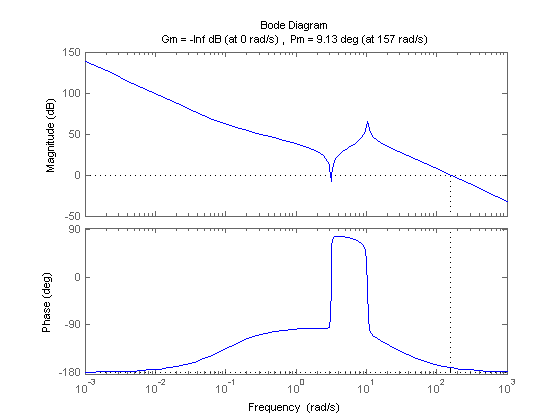 Bode Diagram
Gm = -Inf dB (at 0 rad/s) , Pm = 9.13 deg (at 157 rad/s)
150
100
50
0
-50
Magnitude (dB)
90
0
-90
-180
Phase (deg)
10^-3 10^-2 10^-1 10^0 10^1 10^2 10^3
Frequency (rad/s)